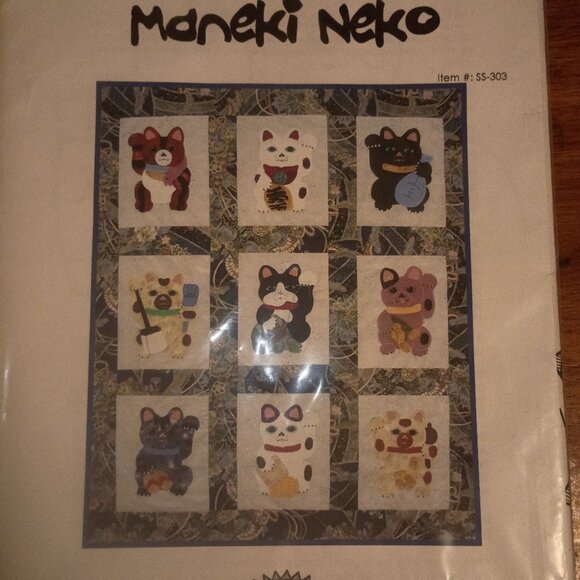 Maneki Neko
Item #: SS-303